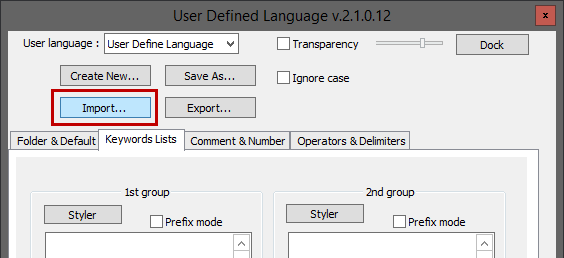 User Defined Language v.2.1.0.12
x
User language : User Define Language Transparency Dock
Create New... Save As... Ignore case
Import... Export...
Folder & Default Keywords Lists Comment & Number Operators & Delimiters
1st group 2nd group
Styler Prefix mode Styler Prefix mode